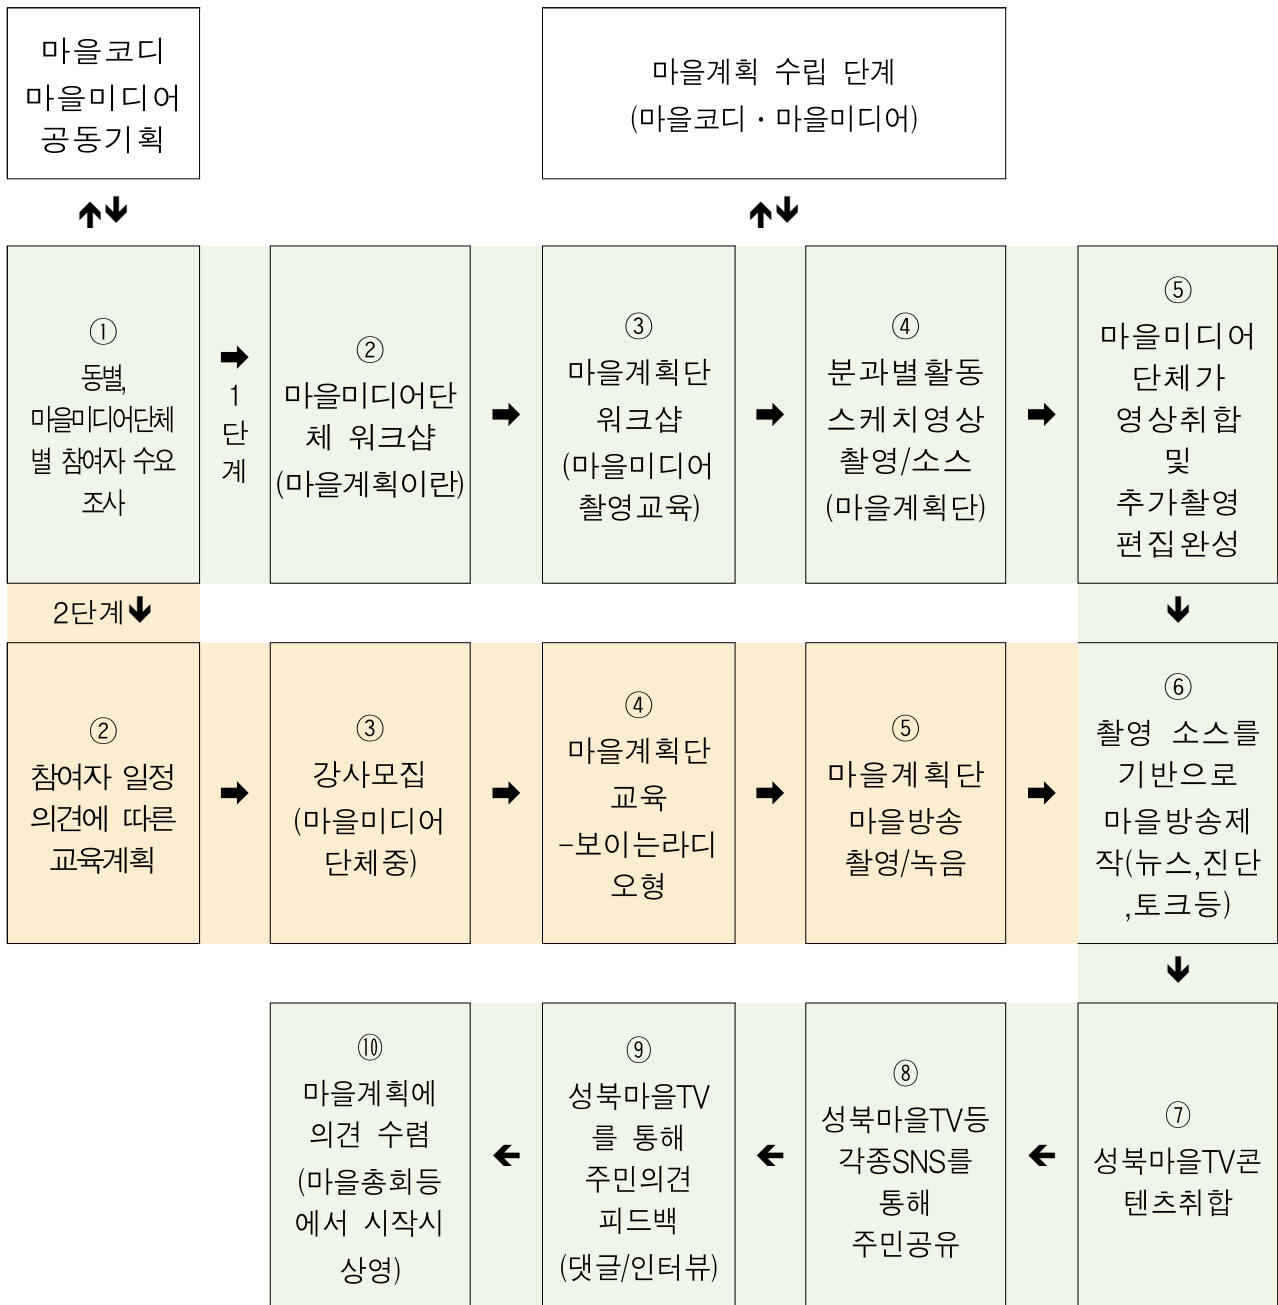 마을코디
마을미디어
공동기획
마을계획 수립 단계
(마을코디·마을미디어)
↑↓
↑↓
①
동별,
마을미디어단체
별 참여자 수요
조사
➡
1
단
계
②
마을미디어단
체 워크샵
(마을계획이란)
➡
③
마을계획단
워크샵
(마을미디어
촬영교육)
➡
④
분과별활동
스케치영상
촬영/소스
(마을계획단)
➡
⑤
마을미디어
단체가
영상취합
및
추가촬영
편집완성
2단계↓
↓
②
참여자 일정
의견에 따른
교육계획
➡
③
강사모집
(마을미디어
단체중)
➡
④
마을계획단
교육
-보이는라디
오형
➡
⑤
마을계획단
마을방송
촬영/녹음
➡
⑥
촬영 소스를
기반으로
마을방송제
작(뉴스,진단
,토크등)
↓
⑩
마을계획에
의견 수렴
(마을총회등
에서 시작시
상영)
←
⑨
성북마을TV
를 통해
주민의견
피드백
(댓글/인터뷰)
←
⑧
성북마을TV등
각종SNS를
통해
주민공유
←
⑦
성북마을TV콘
텐츠취합